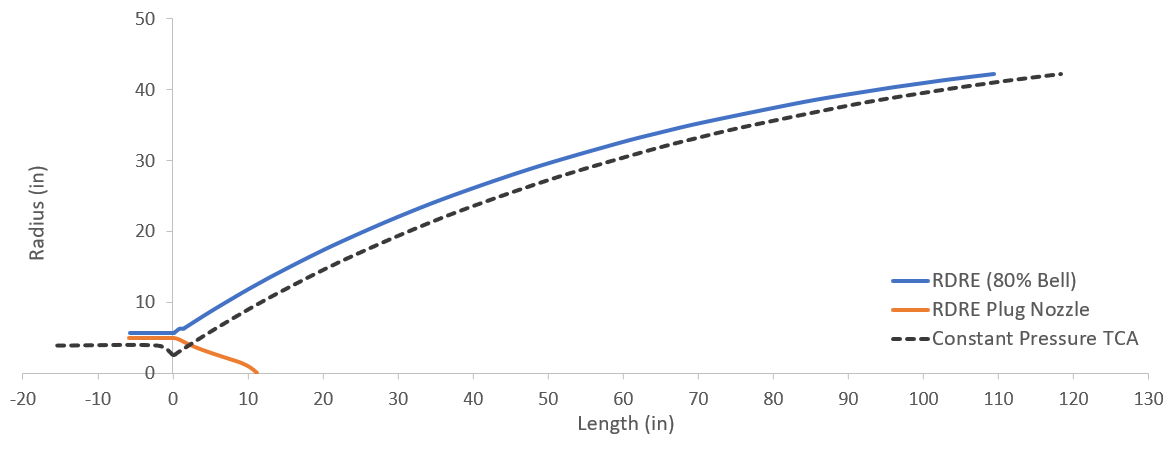 50
40
30
20
10
0
Radius (in)
-20 -10 0 10 20 30 40 50 60 70 80 90 100 110 120 130
Length (in)
RDRE (80% Bell)
RDRE Plug Nozzle
Constant Pressure TCA